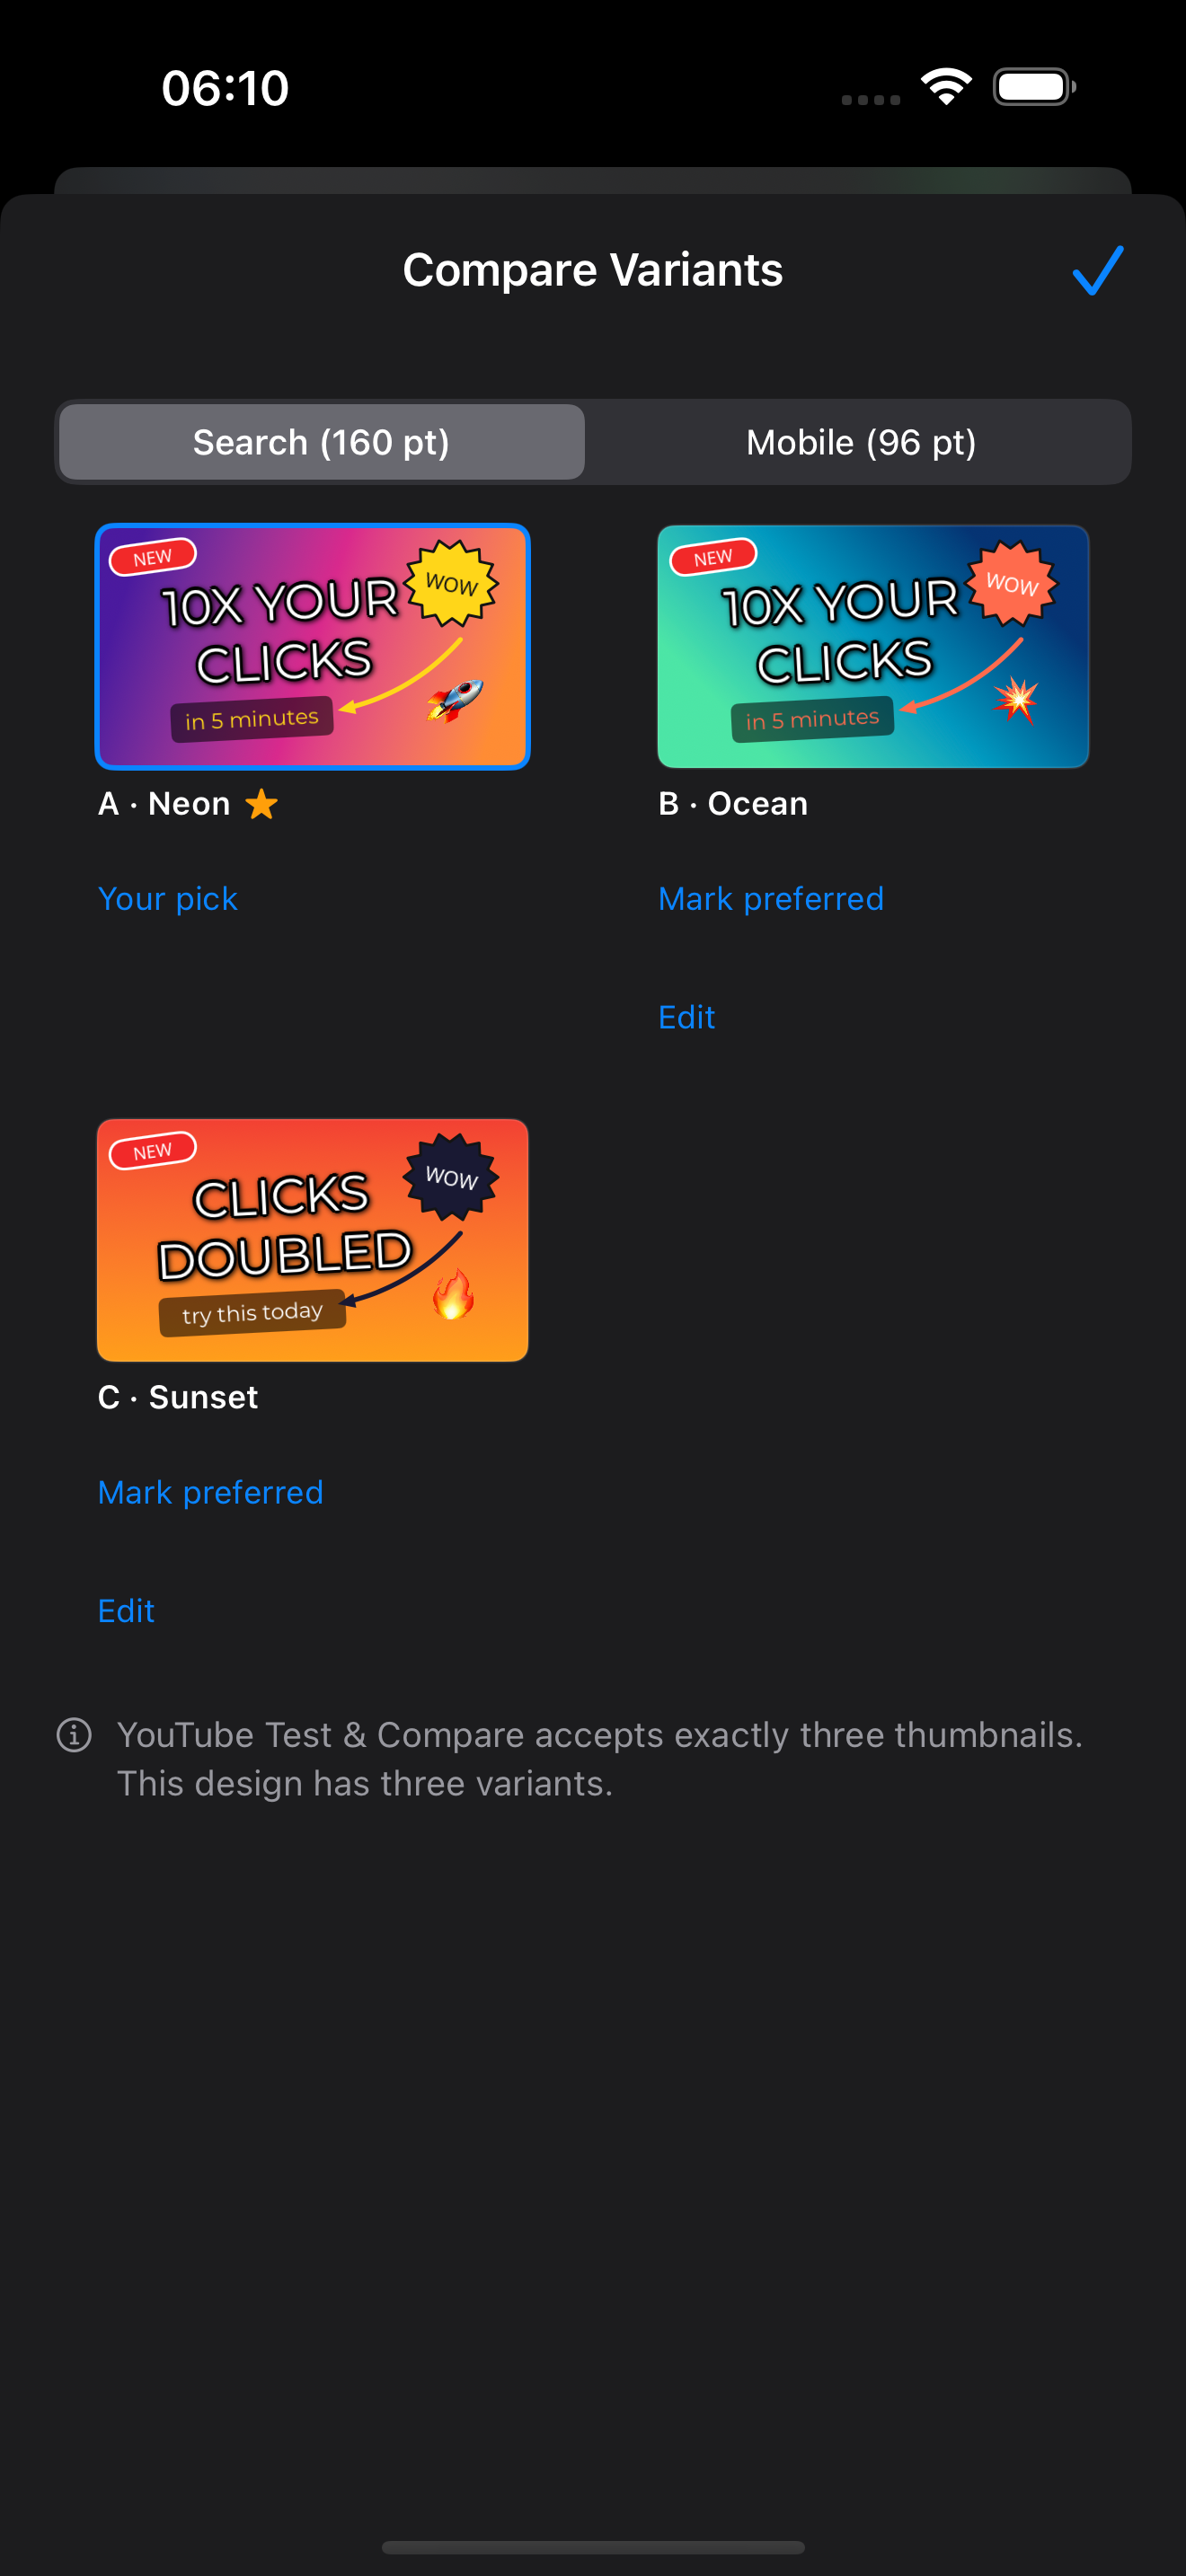 06:10
Compare Variants
Search (160 pt)
Mobile (96 pt)
NEW
WOW
10X YOUR
CLICKS
in 5 minutes
NEW
WOW
10X YOUR
CLICKS
in 5 minutes
A · Neon
B · Ocean
Your pick
Mark preferred
Edit
NEW
WOW
CLICKS
DOUBLED
try this today
C · Sunset
Mark preferred
Edit
YouTube Test & Compare accepts exactly three thumbnails.
This design has three variants.